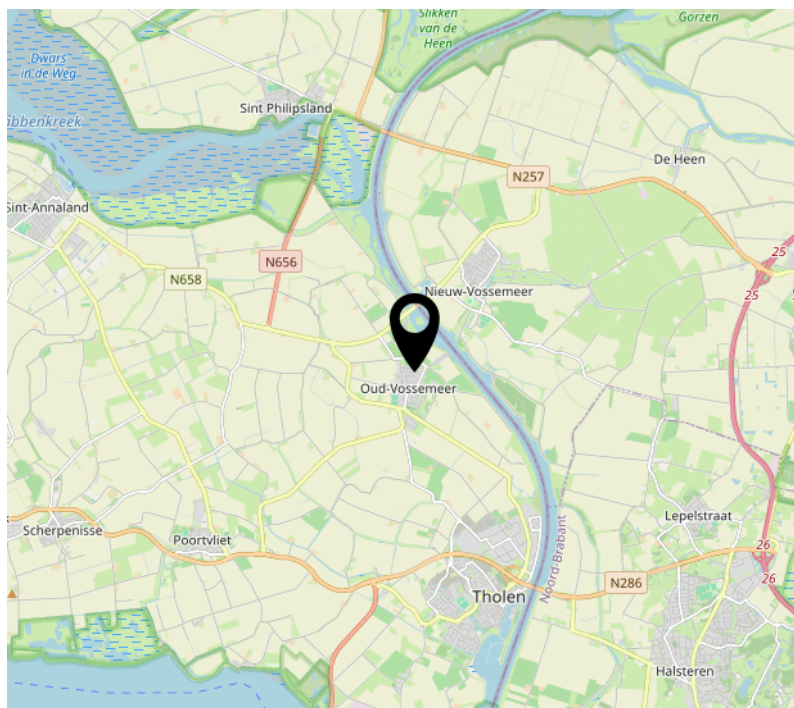 Slikken
van de
Heen
Gorzen
Dwars
in de Weg
Sint Philipsland
abbenkreek
De Heen
N257
Sint-Annaland
25
N656
N658
25
Nieuw-Vossemeer
Oud-Vossemeer
Lepelstraat
Scherpenisse
Poortvliet
26
Noord-Brabant
26
N286
Tholen
Halsteren